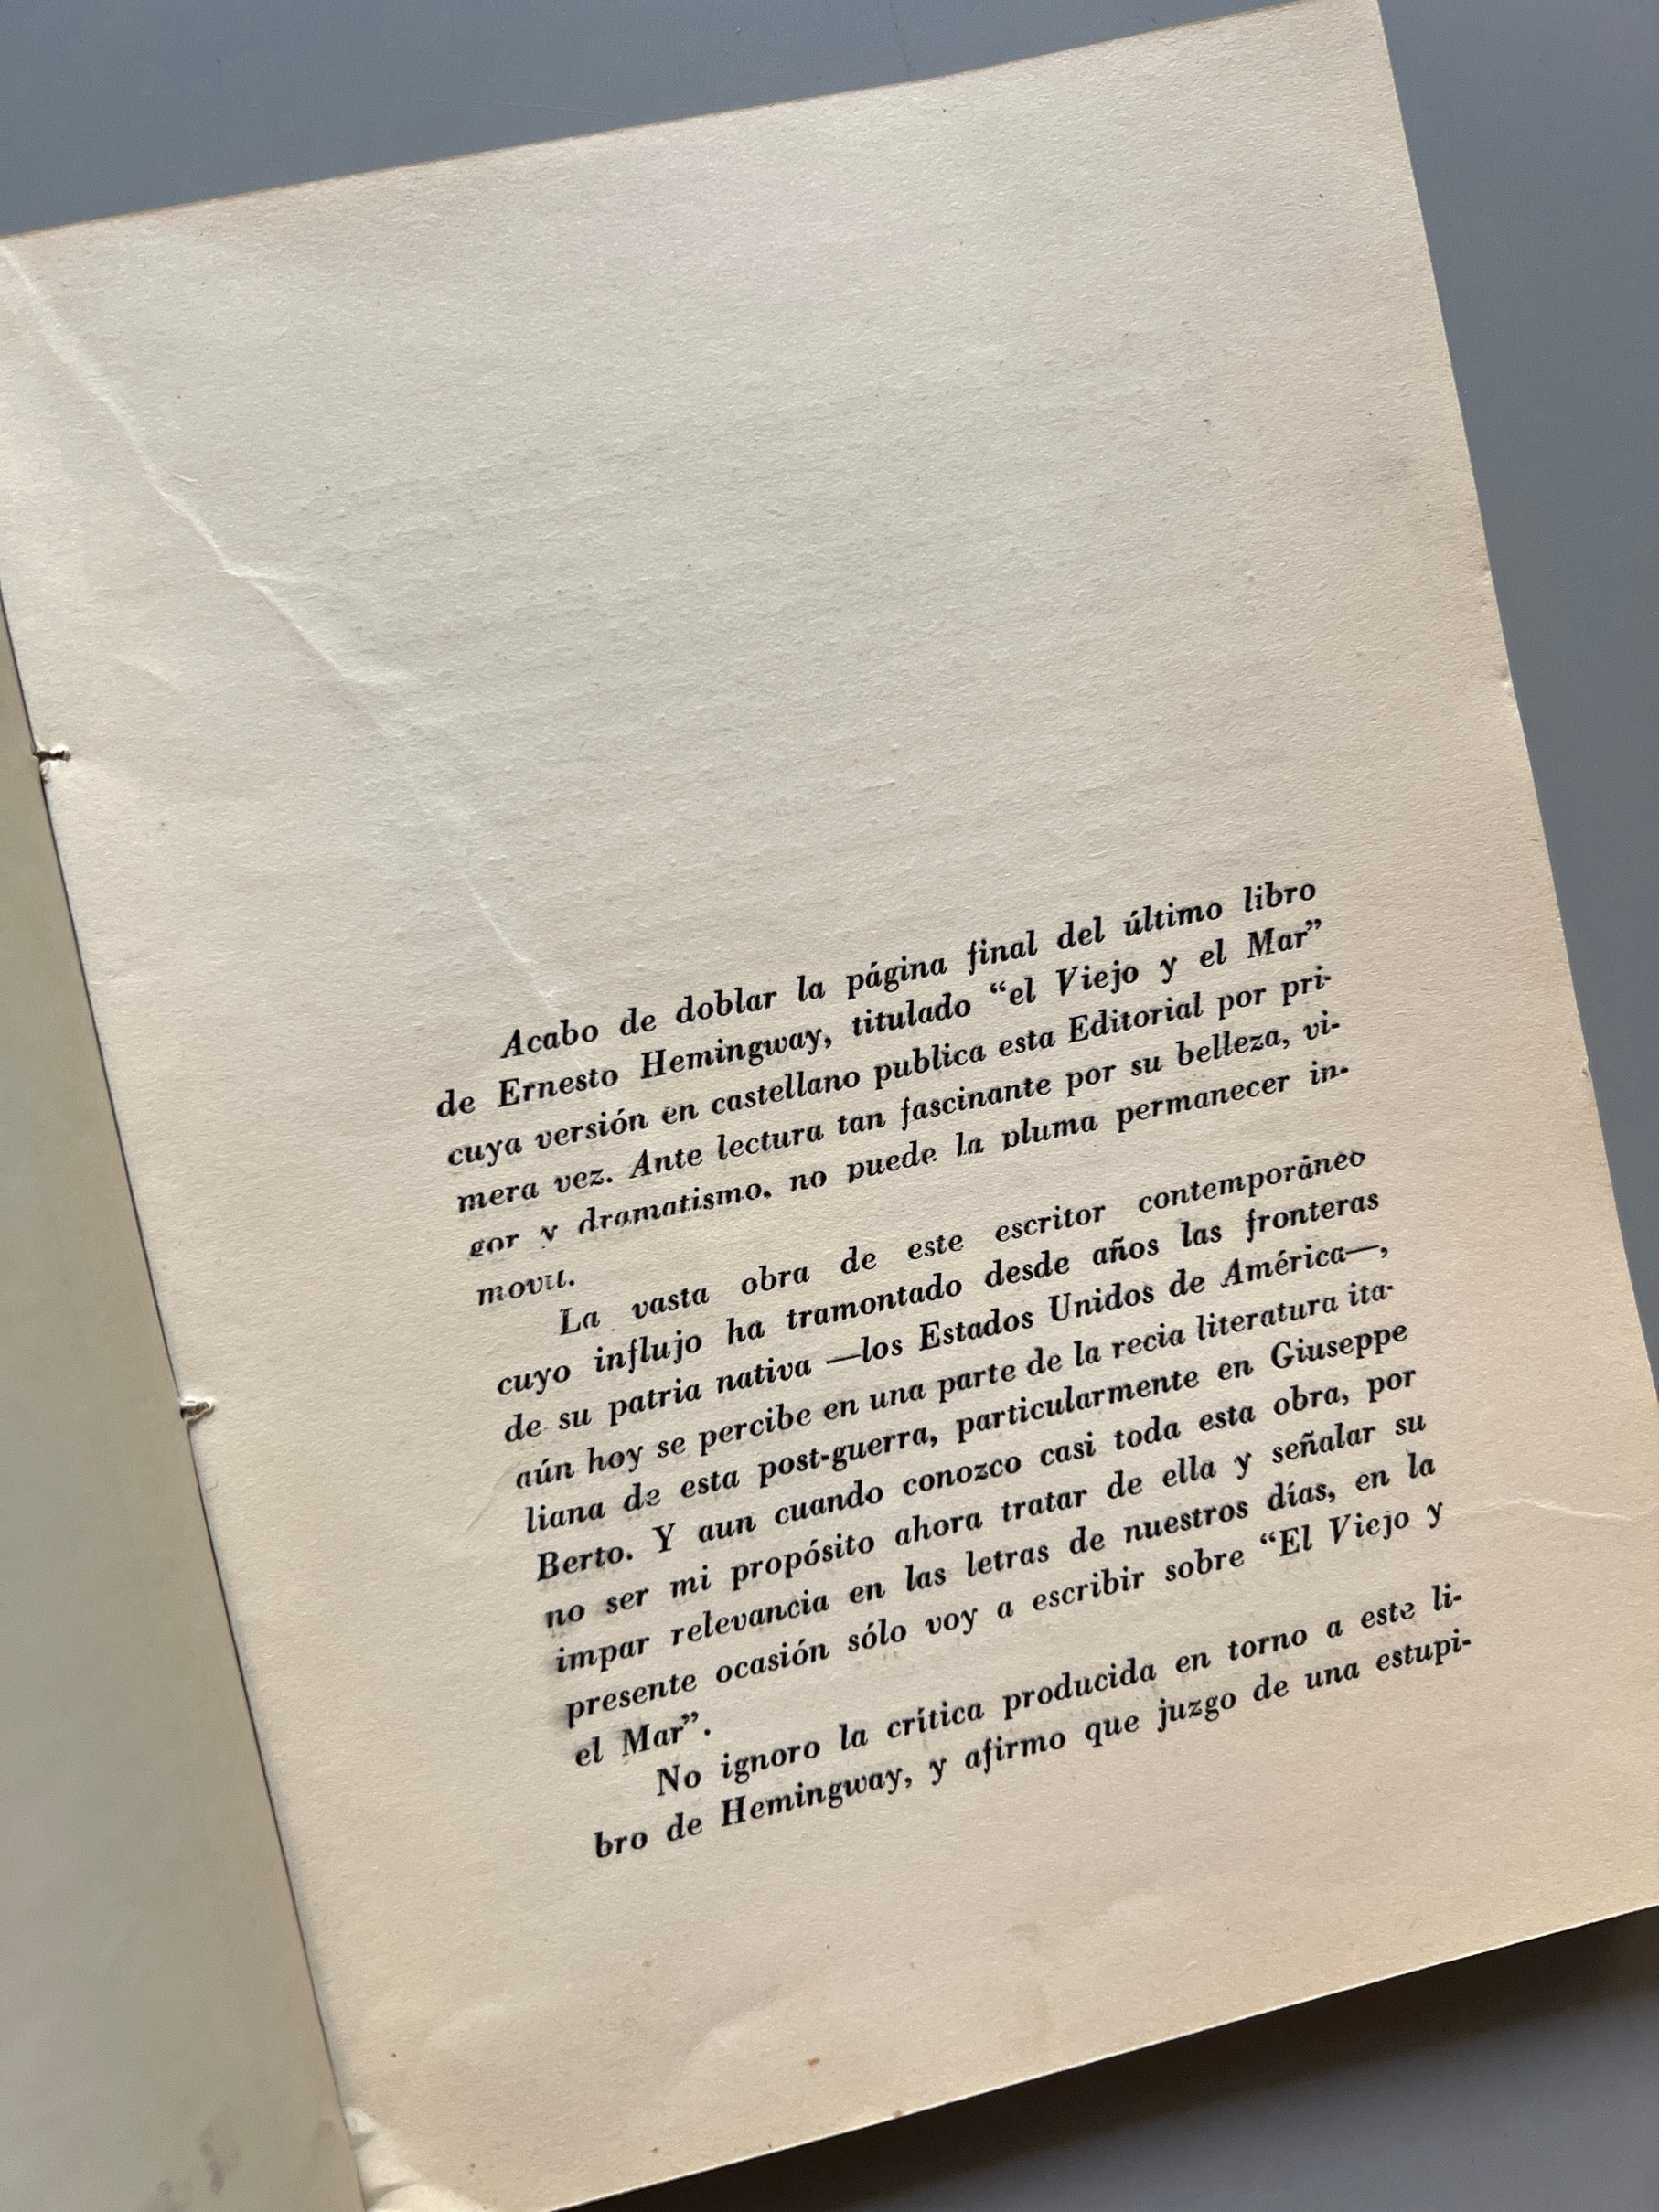 Acabo de doblar la página final del último libro
de Ernesto Hemingway, titulado “el Viejo y el Mar”
cuya versión en castellano publica esta Editorial por pri-
mera vez. Ante lectura tan fascinante por su belleza, vi-
gor y dramatismo, no puede la pluma permanecer in-
movil.
La vasta obra de este escritor contemporáneo
cuyo influjo ha tramontado desde años las fronteras
de su patria nativa —los Estados Unidos de América—,
aún hoy se percibe en una parte de la recia literatura ita-
liana de esta post-guerra, particularmente en Giuseppe
Berto. Y aun cuando conozco casi toda esta obra, por
no ser mi propósito ahora tratar de ella y señalar su
impar relevancia en las letras de nuestros días, en la
presente ocasión sólo voy a escribir sobre “El Viejo y
el Mar”.
No ignoro la crítica producida en torno a este li-
bro de Hemingway, y afirmo que juzgo de una estupi-